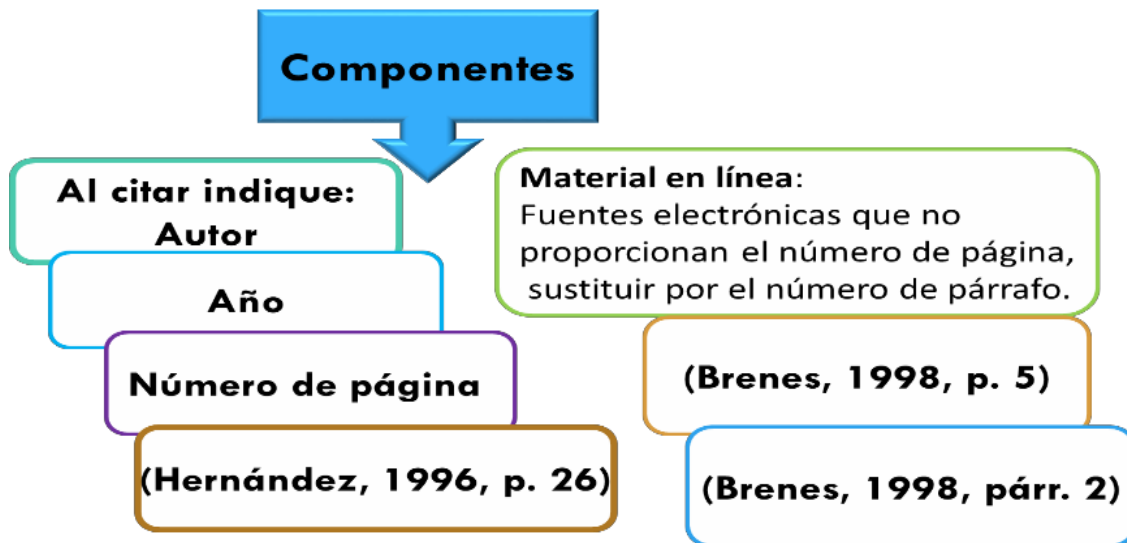 Componentes
Al citar indique:
Autor
Año
Número de página
(Hernández, 1996, p. 26)
Material en línea:
Fuentes electrónicas que no
proporcionan el número de página,
sustituir por el número de párrafo.
(Brenes, 1998, p. 5)
(Brenes, 1998, párr. 2)